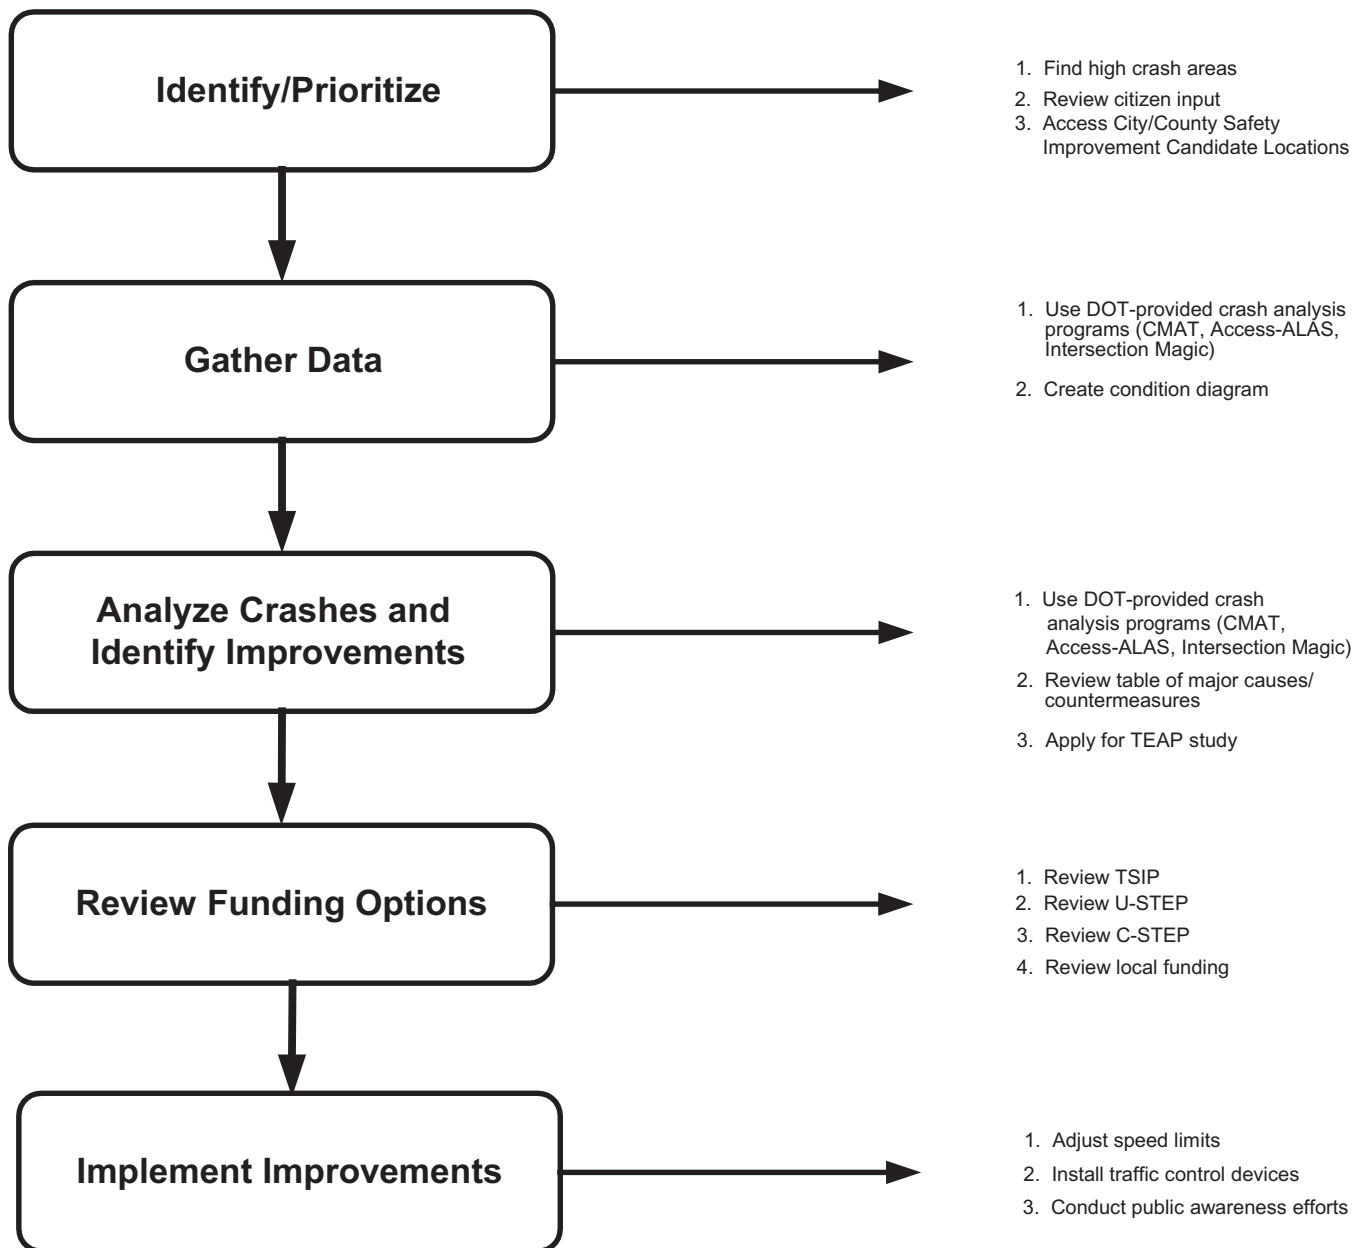 Identify/Prioritize
1. Find high crash areas
2. Review citizen input
3. Access City/County Safety
Improvement Candidate Locations
Gather Data
1. Use DOT-provided crash analysis
programs (CMAT, Access-ALAS,
Intersection Magic)
2. Create condition diagram
Analyze Crashes and
Identify Improvements
1. Use DOT-provided crash
analysis programs (CMAT,
Access-ALAS, Intersection Magic)
2. Review table of major causes/
countermeasures
3. Apply for TEAP study
Review Funding Options
1. Review TSIP
2. Review U-STEP
3. Review C-STEP
4. Review local funding
Implement Improvements
1. Adjust speed limits
2. Install traffic control devices
3. Conduct public awareness efforts